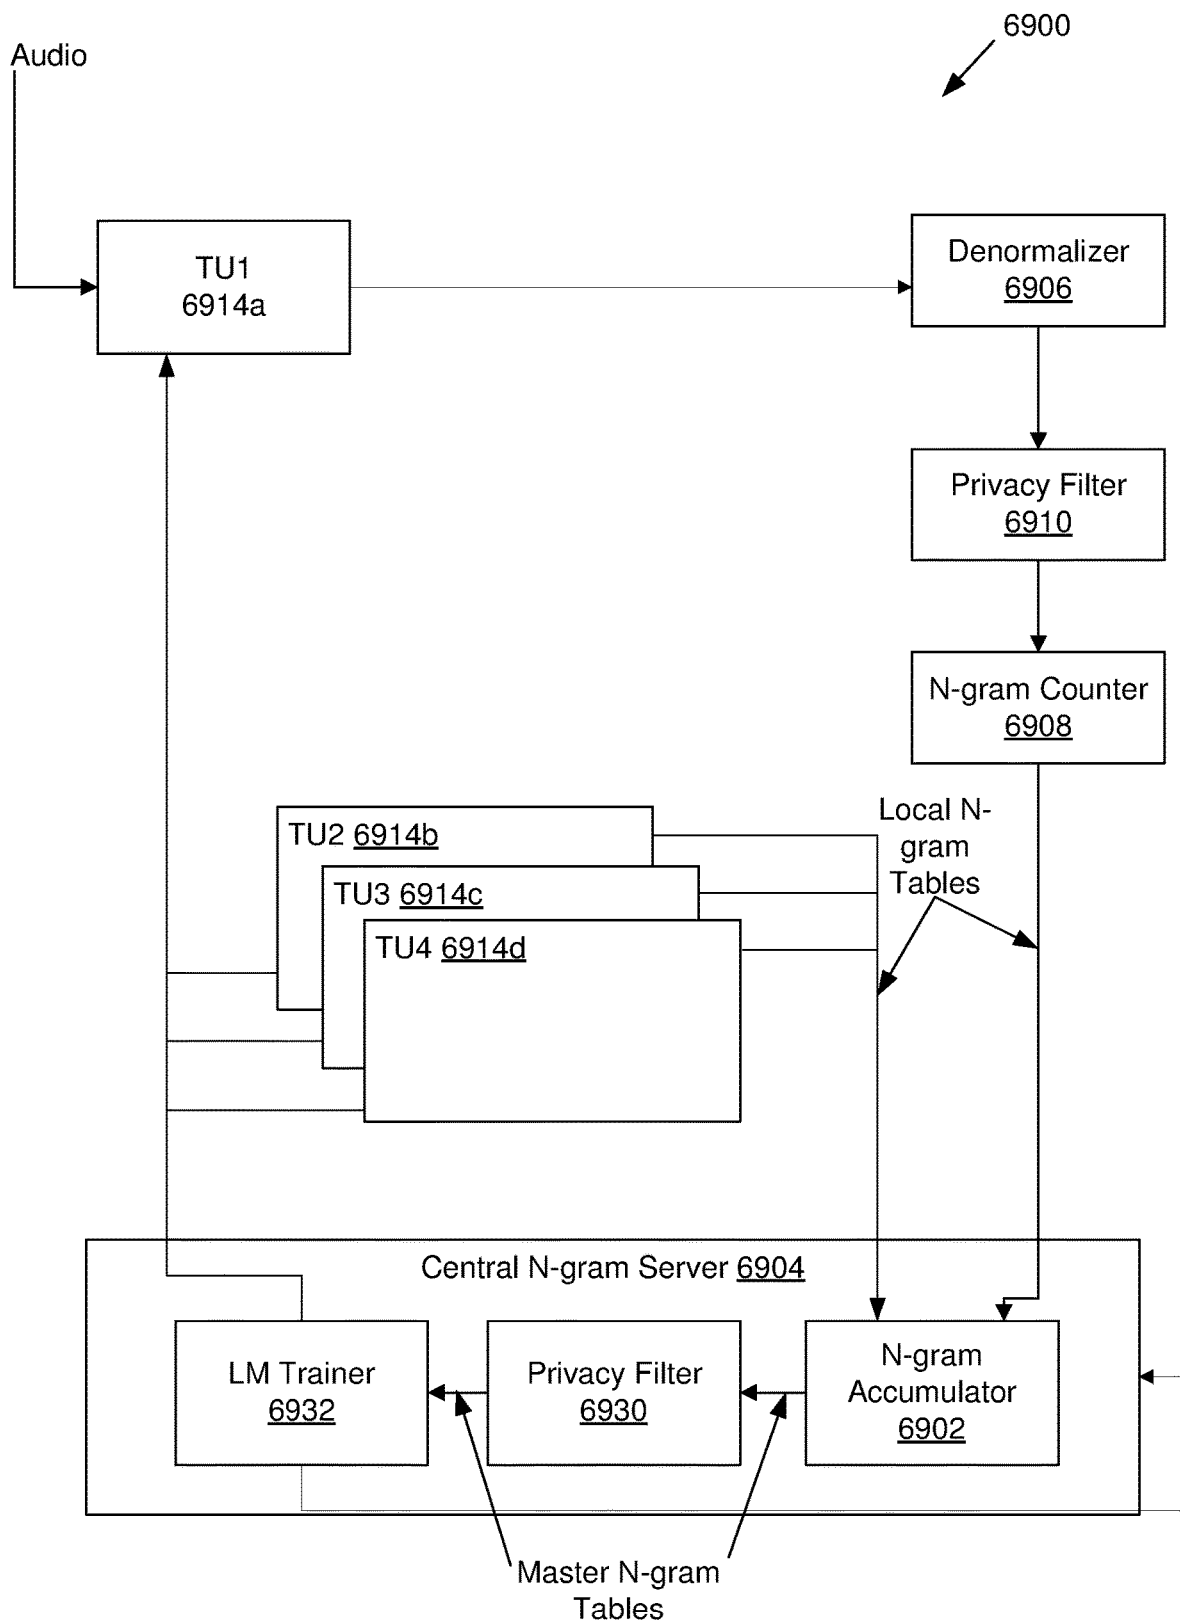 6900
Audio
TU1
6914a
Denormalizer
6906
Privacy Filter
6910
N-gram Counter
6908
Local N-
gram
Tables
TU2 6914b
TU3 6914c
TU4 6914d
Central N-gram Server 6904
LM Trainer
6932
Privacy Filter
6930
N-gram
Accumulator
6902
Master N-gram
Tables